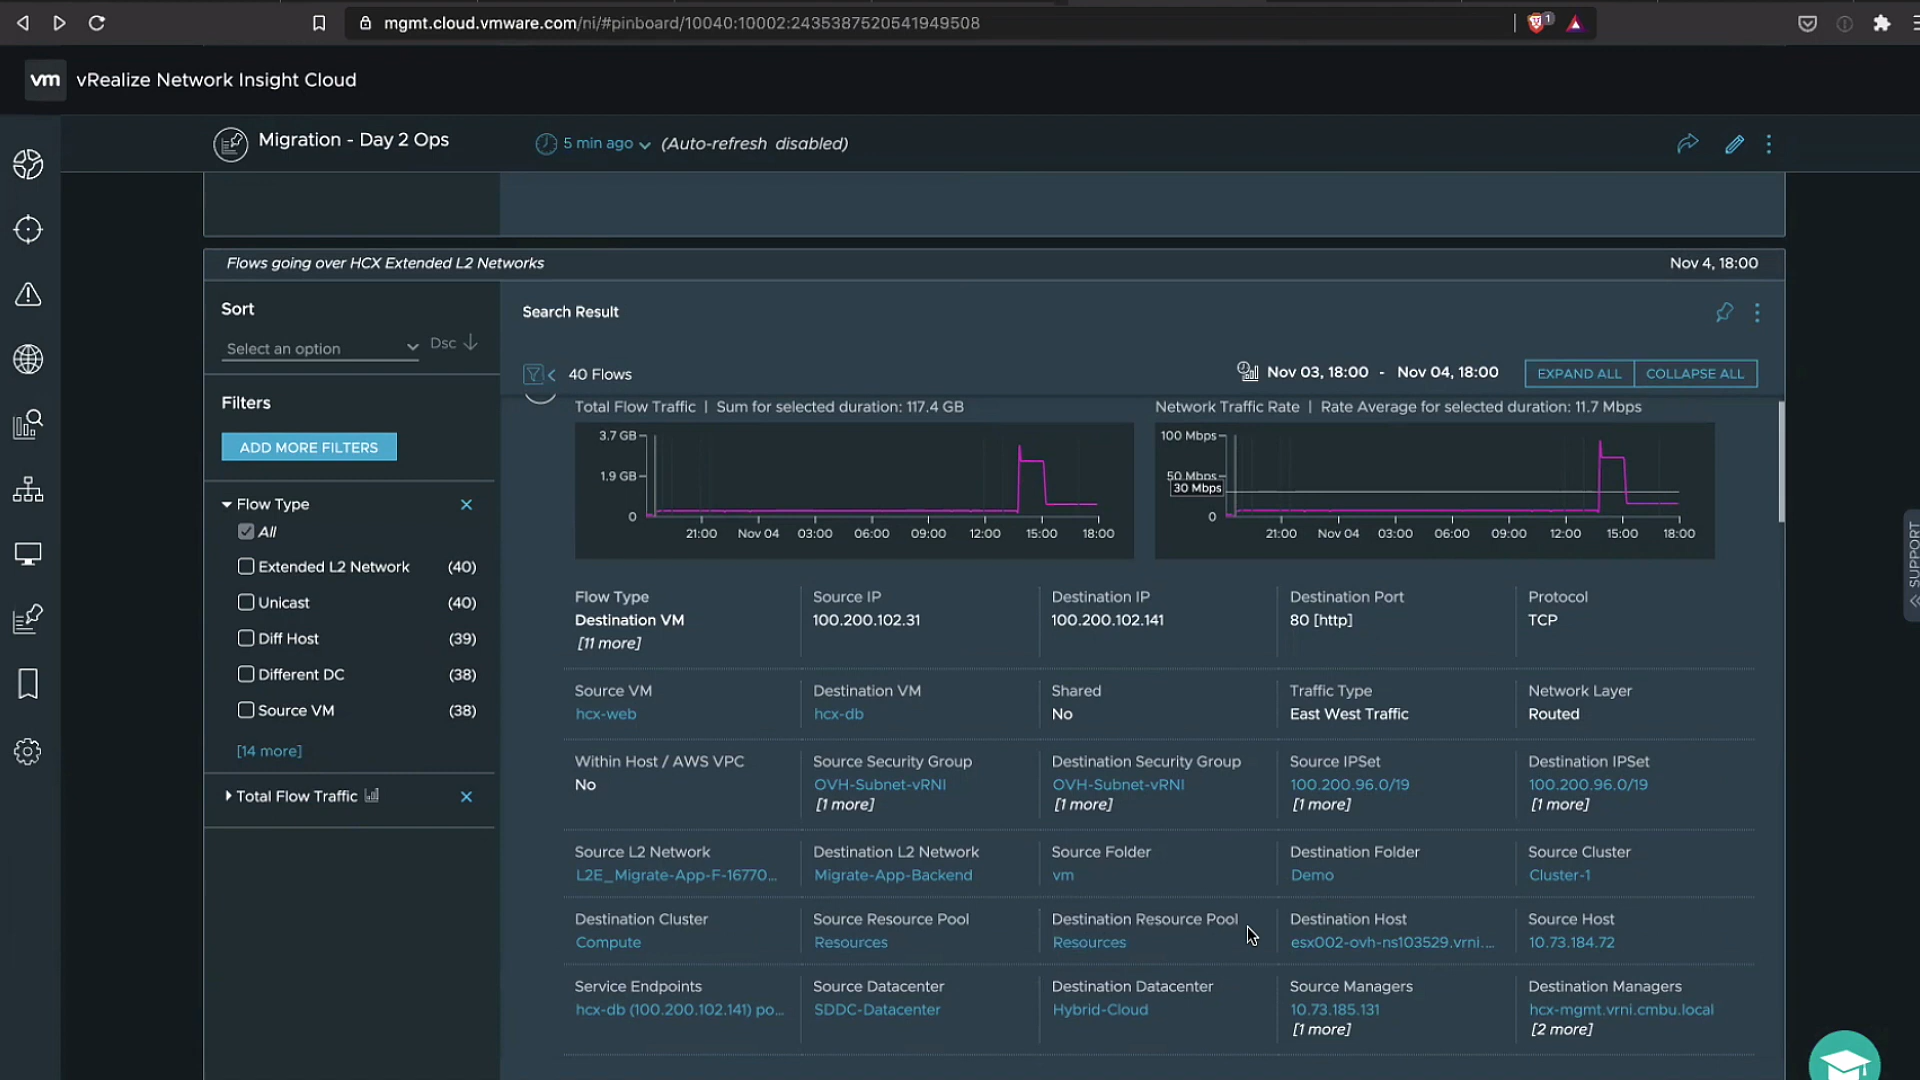 mgmt.cloud.vmware.com/ni/#pinboard/10040:10002:2435387520541949508
1
vm vRealize Network Insight Cloud
Migration - Day 2 Ops
5 min ago (Auto-refresh disabled)
Flows going over HCX Extended L2 Networks
Nov 4, 18:00
Sort
Select an option
Dsc
Filters
ADD MORE FILTERS
Flow Type
All
Extended L2 Network (40)
Unicast (40)
Diff Host (39)
Different DC (38)
Source VM (38)
[14 more]
Total Flow Traffic
Search Result
40 Flows
Nov 03, 18:00 - Nov 04, 18:00
EXPAND ALL
COLLAPSE ALL
Total Flow Traffic | Sum for selected duration: 117.4 GB
3.7 GB
1.9 GB
0
21:00 Nov 04 03:00 06:00 09:00 12:00 15:00 18:00
Network Traffic Rate | Rate Average for selected duration: 11.7 Mbps
100 Mbps
50 Mbps
30 Mbps
0
21:00 Nov 04 03:00 06:00 09:00 12:00 15:00 18:00
Flow Type Source IP Destination IP Destination Port Protocol
Destination VM 100.200.102.31 100.200.102.141 80 [http] TCP
[11 more]
Source VM Destination VM Shared Traffic Type Network Layer
hcx-web hcx-db No East West Traffic Routed
Within Host / AWS VPC Source Security Group Destination Security Group Source IPSet Destination IPSet
No OVH-Subnet-vRNI OVH-Subnet-vRNI 100.200.96.0/19 100.200.96.0/19
[1 more] [1 more] [1 more] [1 more]
Source L2 Network Destination L2 Network Source Folder Destination Folder Source Cluster
L2E_Migrate-App-F-16770... Migrate-App-Backend vm Demo Cluster-1
Destination Cluster Source Resource Pool Destination Resource Pool Destination Host Source Host
Compute Resources Resources esx002-ovh-ns103529.vrni.... 10.73.184.72
Service Endpoints Source Datacenter Destination Datacenter Source Managers Destination Managers
hcx-db (100.200.102.141) po... SDDC-Datacenter Hybrid-Cloud 10.73.185.131 hcx-mgmt.vrni.cmbu.local
[1 more] [2 more]
SUPPORT